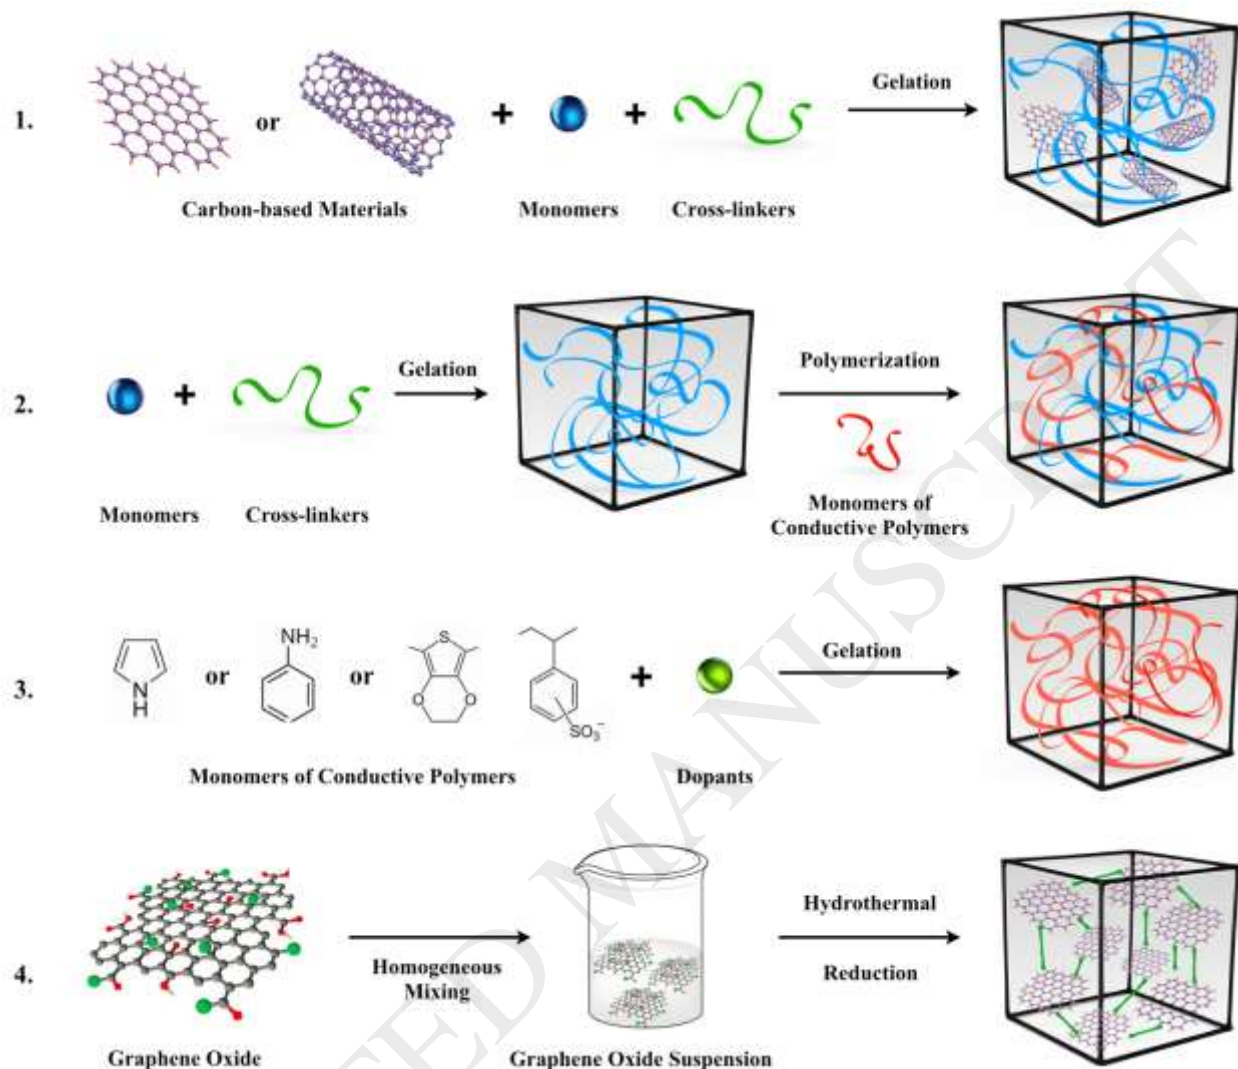 1.
or
+
+
Gelation
Carbon-based Materials
Monomers
Cross-linkers
2.
+
Gelation
Polymerization
Monomers
Cross-linkers
Monomers of
Conductive Polymers
3.
N
H
or
NH₂
or
S
O
O
SO₃⁻
+
Gelation
Monomers of Conductive Polymers
Dopants
4.
Homogeneous
Mixing
Hydrothermal
Reduction
Graphene Oxide
Graphene Oxide Suspension
ED MANUSCRIPT